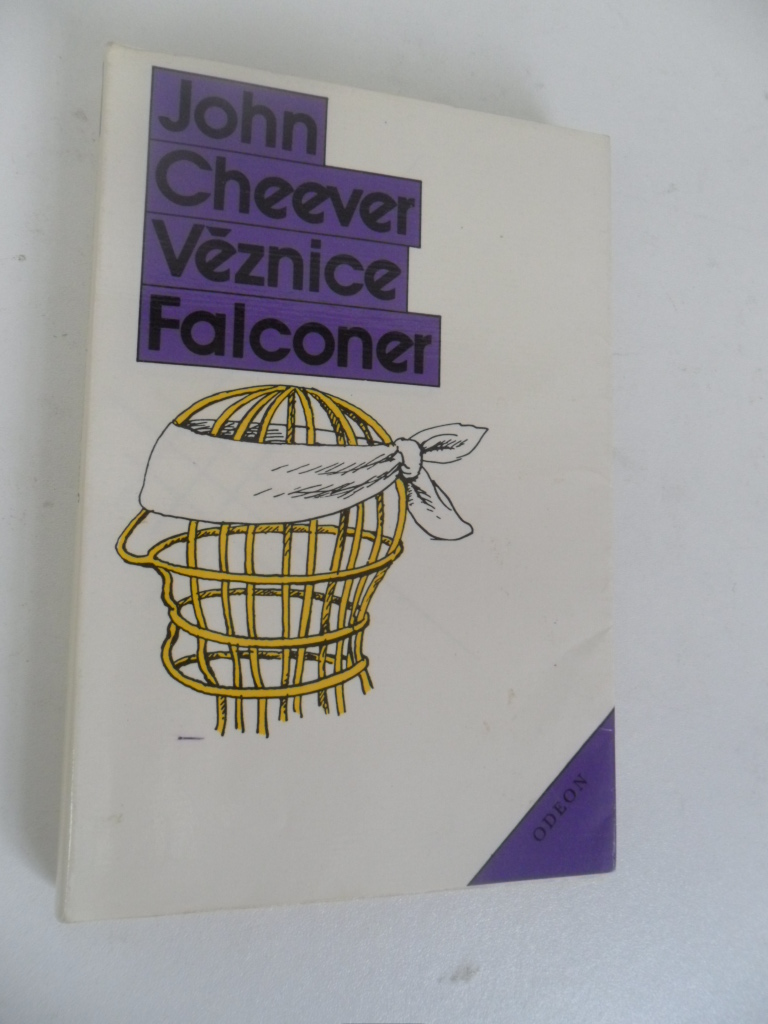 John
Cheever
Věznice
Falconer
ODEON